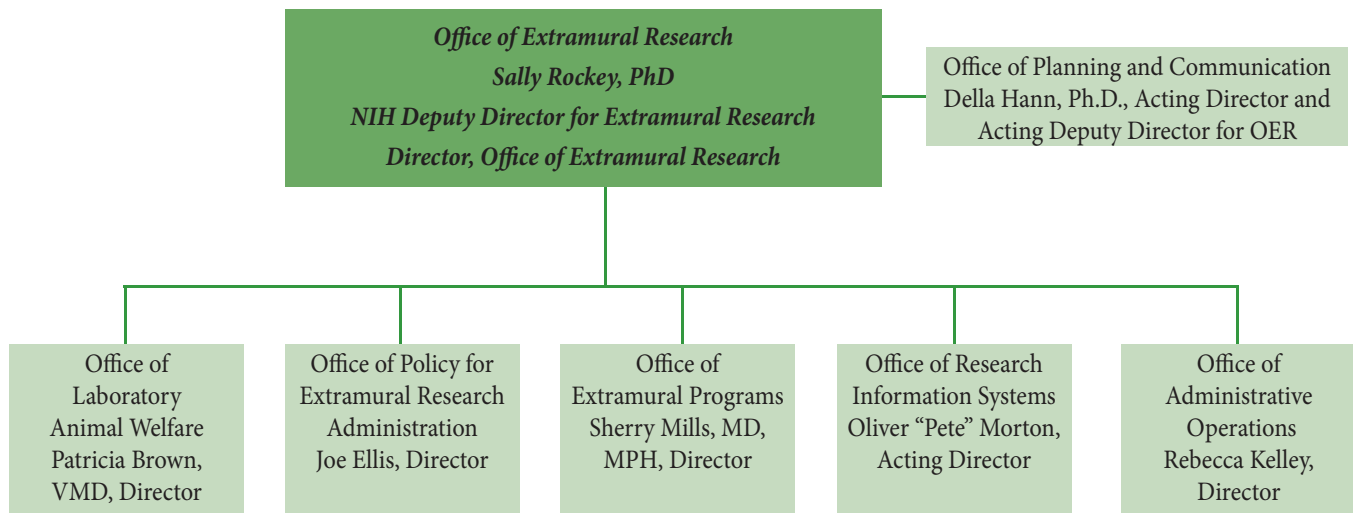 Office of Extramural Research
Sally Rockey, PhD
NIH Deputy Director for Extramural Research
Director, Office of Extramural Research
Office of Planning and Communication
Della Hann, Ph.D., Acting Director and
Acting Deputy Director for OER
Office of
Laboratory
Animal Welfare
Patricia Brown,
VMD, Director
Office of Policy for
Extramural Research
Administration
Joe Ellis, Director
Office of
Extramural Programs
Sherry Mills, MD,
MPH, Director
Office of Research
Information Systems
Oliver “Pete” Morton,
Acting Director
Office of
Administrative
Operations
Rebecca Kelley,
Director